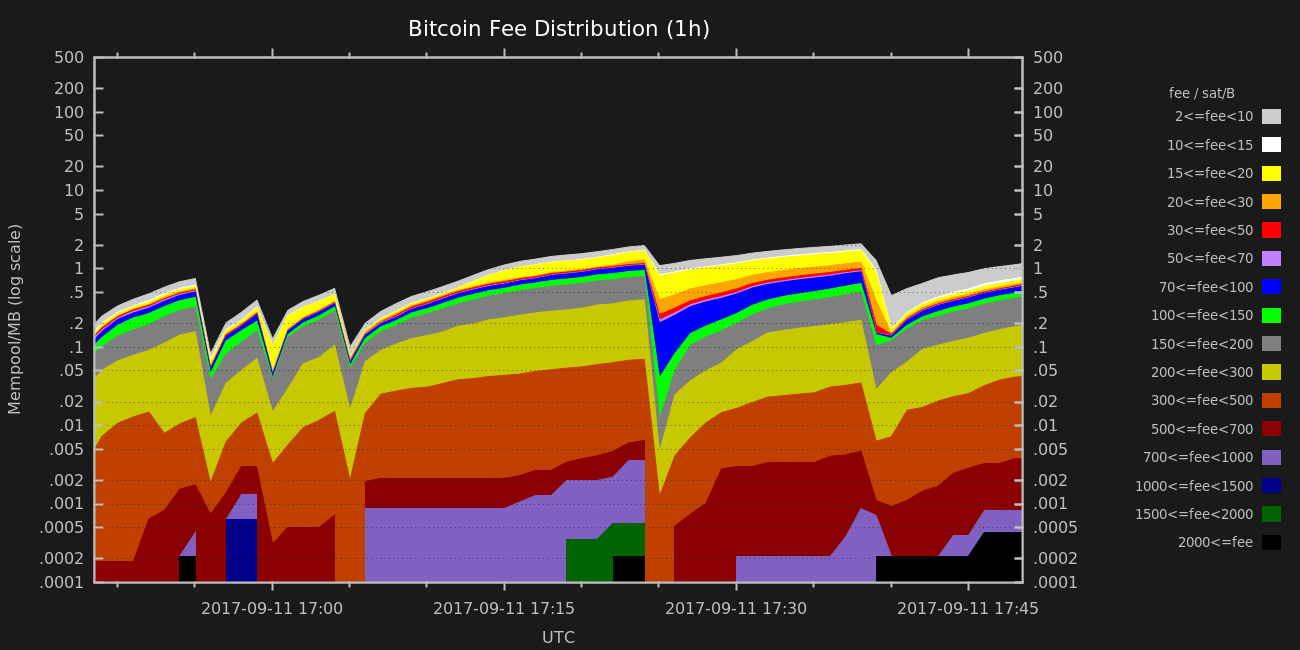 Bitcoin Fee Distribution (1h)
Mempool/MB (log scale)
500
200
100
50
20
10
5
2
1
.5
.2
.1
.05
.02
.01
.005
.002
.001
.0005
.0002
.0001
500
200
100
50
20
10
5
2
1
.5
.2
.1
.05
.02
.01
.005
.002
.001
.0005
.0002
.0001
2017-09-11 17:00
2017-09-11 17:15
2017-09-11 17:30
2017-09-11 17:45
UTC
fee / sat/B
2<=fee<10
10<=fee<15
15<=fee<20
20<=fee<30
30<=fee<50
50<=fee<70
70<=fee<100
100<=fee<150
150<=fee<200
200<=fee<300
300<=fee<500
500<=fee<700
700<=fee<1000
1000<=fee<1500
1500<=fee<2000
2000<=fee